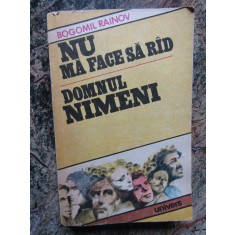 BOGOMIL RAINOV
NU
MĂ FACE SĂ RÎD
DOMNUL
NIMENI
univers